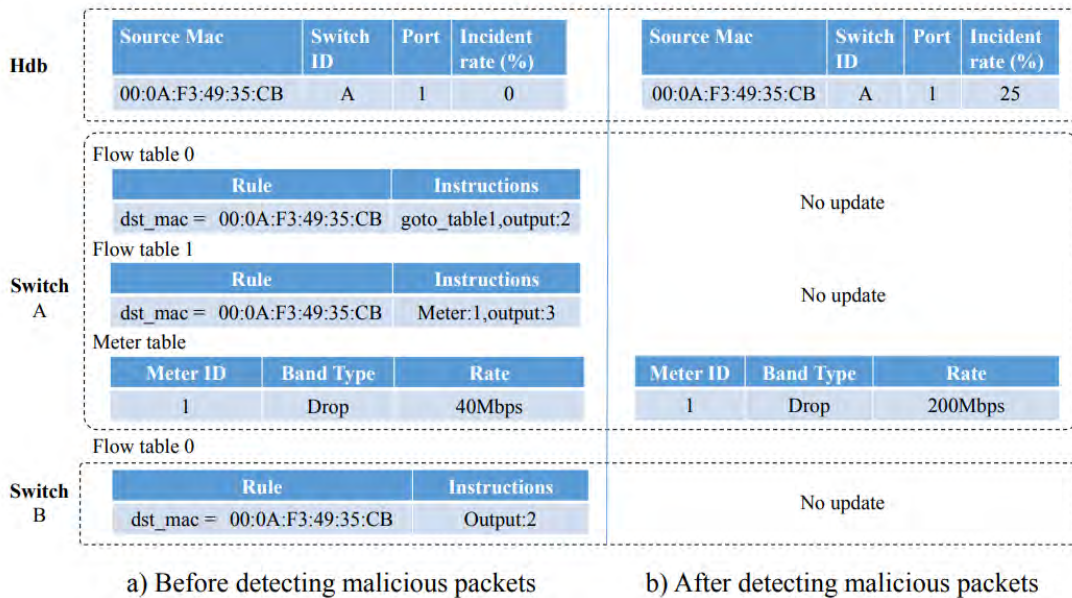 Hdb
Source Mac Switch ID Port Incident rate (%)
00:0A:F3:49:35:CB A 1 0
Source Mac Switch ID Port Incident rate (%)
00:0A:F3:49:35:CB A 1 25
Switch
A
Flow table 0
Rule Instructions
dst_mac = 00:0A:F3:49:35:CB goto_table1,output:2
No update
Flow table 1
Rule Instructions
dst_mac = 00:0A:F3:49:35:CB Meter:1,output:3
No update
Meter table
Meter ID Band Type Rate
1 Drop 40Mbps
Meter ID Band Type Rate
1 Drop 200Mbps
Switch
B
Flow table 0
Rule Instructions
dst_mac = 00:0A:F3:49:35:CB Output:2
No update
a) Before detecting malicious packets
b) After detecting malicious packets